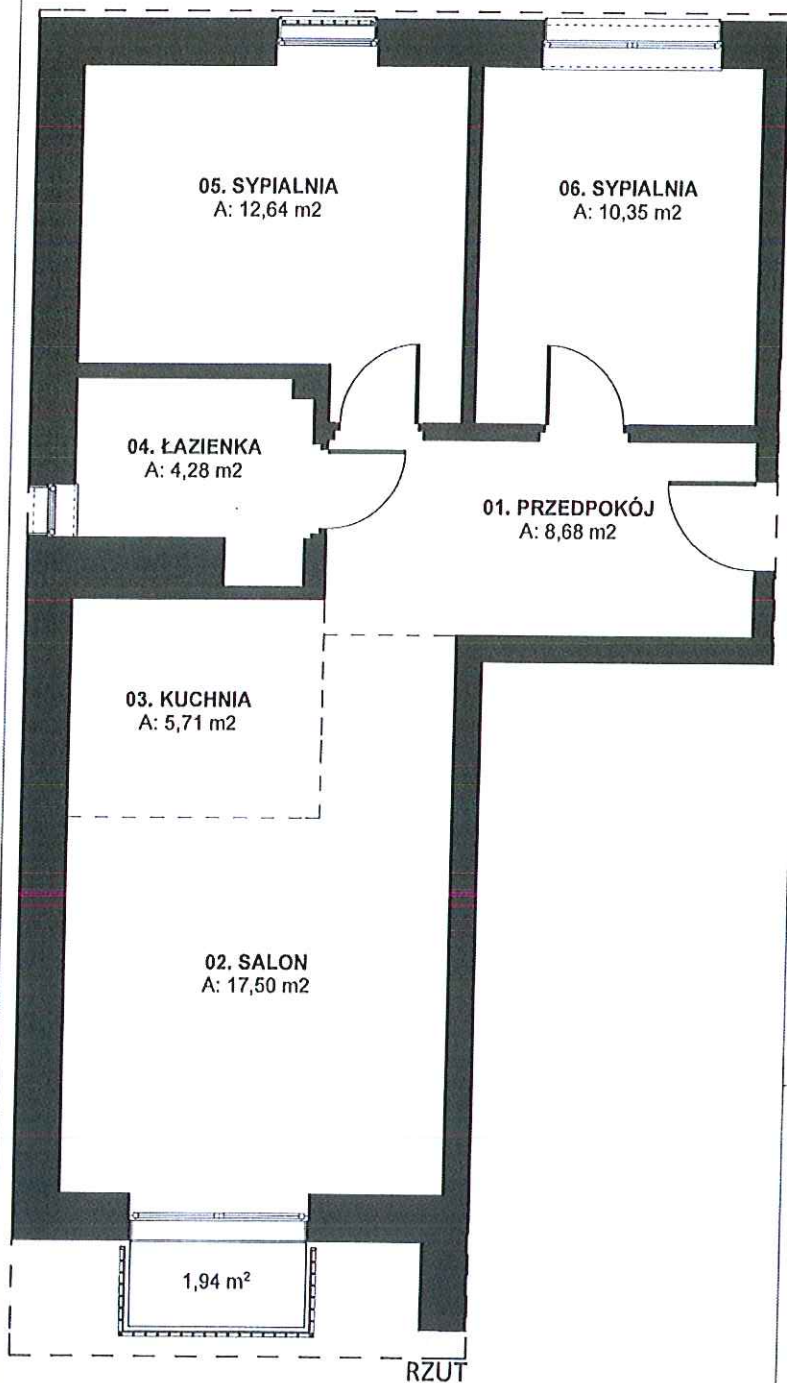 05. SYPIALNIA
A: 12,64 m2
06. SYPIALNIA
A: 10,35 m2
04. ŁAZIENKA
A: 4,28 m2
01. PRZEDPOKÓJ
A: 8,68 m2
03. KUCHNIA
A: 5,71 m2
02. SALON
A: 17,50 m2
1,94 m²
RZUT